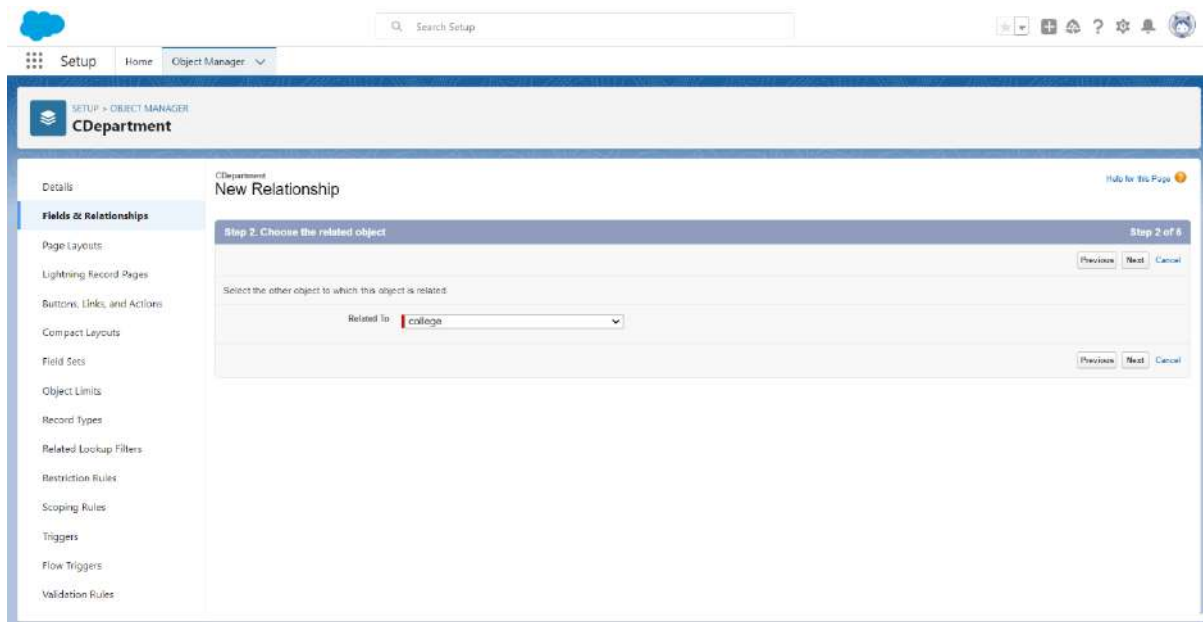 Search Setup
Setup Home Object Manager
SETUP > OBJECT MANAGER
CDepartment
Details
Fields & Relationships
Page Layouts
Lightning Record Pages
Buttons, Links, and Actions
Compact Layouts
Field Sets
Object Limits
Record Types
Related Lookup Filters
Restriction Rules
Scoping Rules
Triggers
Flow Triggers
Validation Rules
CDepartment
New Relationship
Help for this Page
Step 2. Choose the related object Step 2 of 6
Previous Next Cancel
Select the other object to which this object is related.
Related To college
Previous Next Cancel